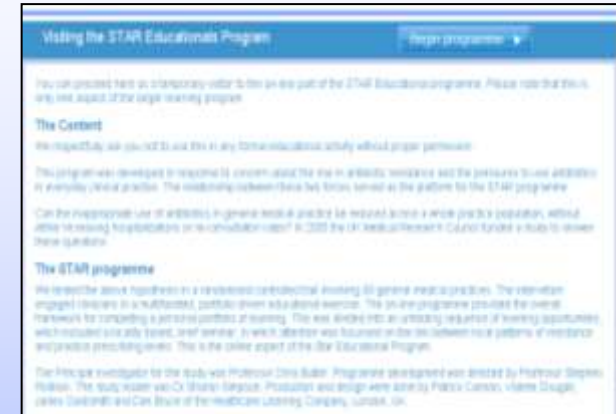 Visiting the STAR Educationals Program
Begin programme
You can proceed here as a temporary visitor to the on-line part of the STAR Educational programme. Please note that this is
only one aspect of the larger learning program
The Content
We respectfully ask you not to use this in any formal educational activity without proper permission
This program was developed in response to concern about the rise in antibiotic resistance and the pressures to use antibiotics
in everyday clinical practice. The relationship between these two forces served as the platform for the STAR programme
Can the inappropriate use of antibiotics in general medical practice be reduced across a whole practice population, without
either increasing hospitalisations or re-consultation rates? In 2005 the UK Medical Research Council funded a study to answer
these questions
The STAR programme
We tested the above hypothesis in a randomised controlled trial involving general medical practices. The intervention
engaged clinicians in a multifaceted, portfolio driven educational exercise. The on-line programme provided the overall
framework for completing a personal portfolio of learning. This was divided into an unfolding sequence of learning opportunities
which included a locally based, brief seminar, in which attention was focussed on the link between local patterns of resistance
and practice prescribing levels. This is the online aspect of the Star Educational Program
The Principal investigator for the study was Professor Chris Butler. Programme development was directed by Professor Stephen
Rollnick. The study leader was Dr Sharon Simpson. Production and design were done by Patrick
and Dan Bruce of the Healthcare Learning Company, London, UK